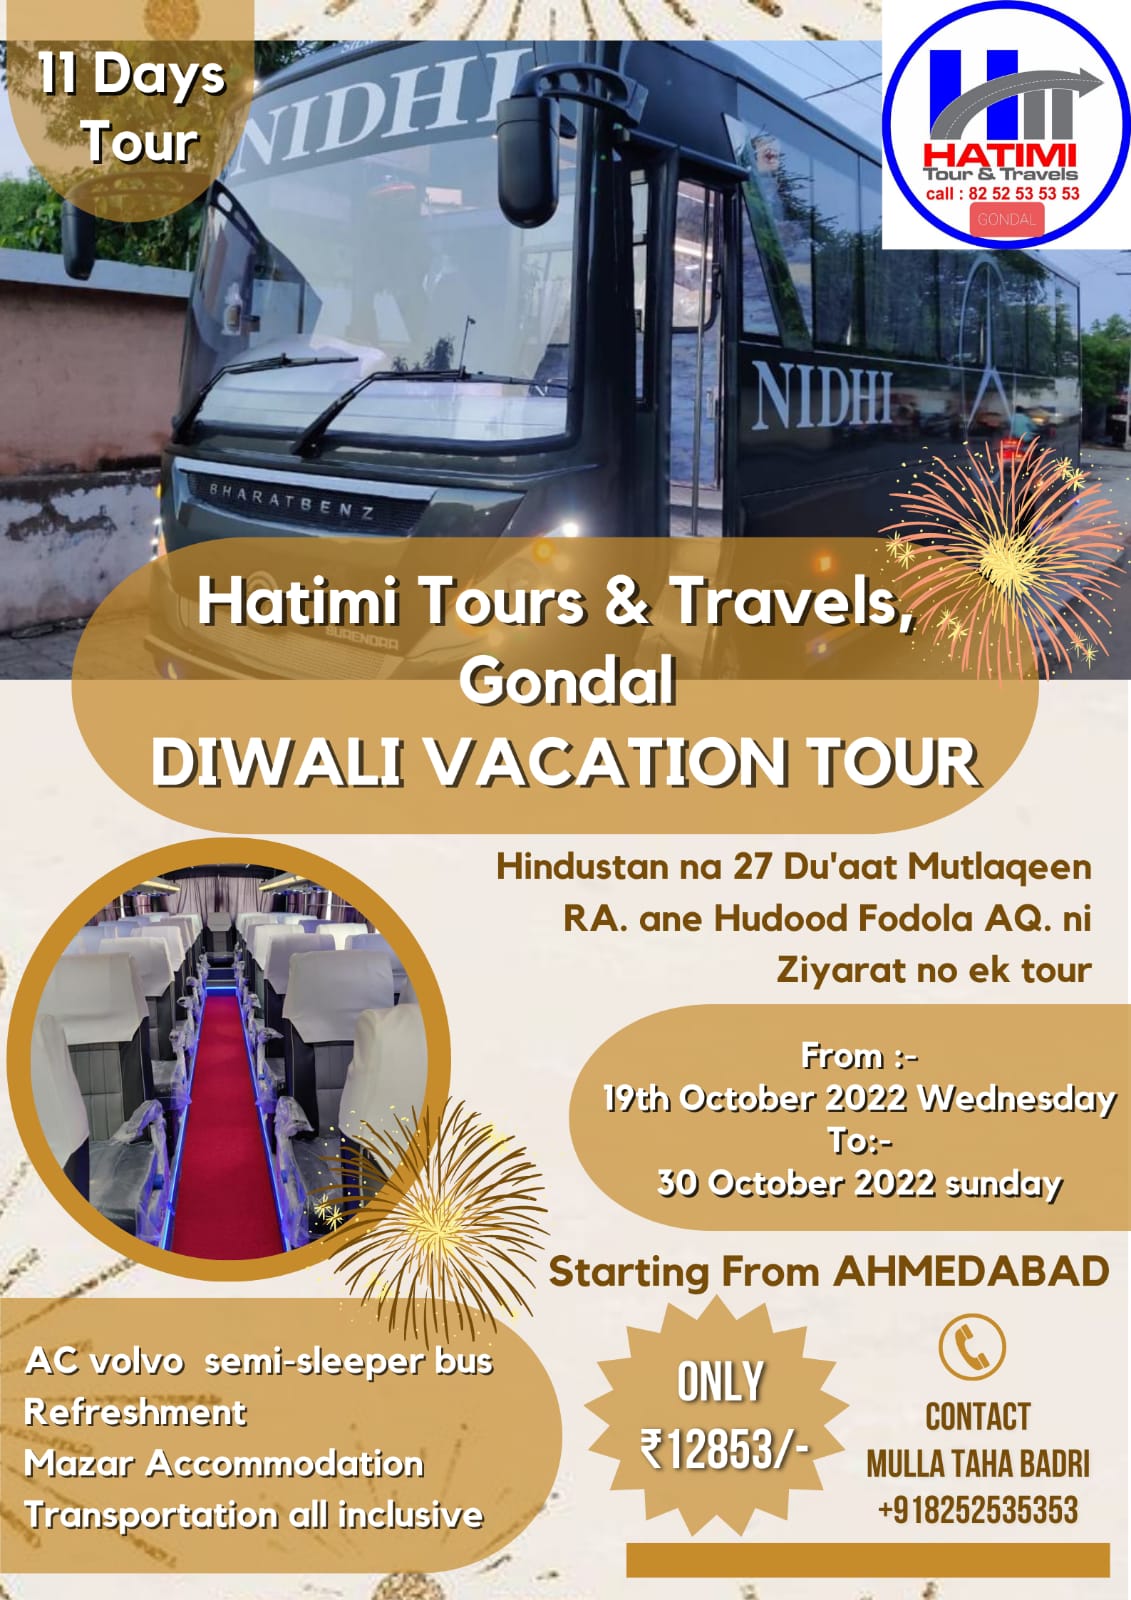 11 Days
Tour
NIDHI
HATIMI
Tour & Travels
call : 82 52 53 53 53
GONDAL
NIDHI
BHARATBENZ
SURENDRA
Hatimi Tours & Travels,
Gondal
DIWALI VACATION TOUR
Hindustan na 27 Du'aat Mutlaqeen
RA. ane Hudood Fodola AQ. ni
Ziyarat no ek tour
From :-
19th October 2022 Wednesday
To:-
30 October 2022 sunday
Starting From AHMEDABAD
AC volvo semi-sleeper bus
Refreshment
Mazar Accommodation
Transportation all inclusive
ONLY
₹12853/-
CONTACT
MULLA TAHA BADRI
+918252535353